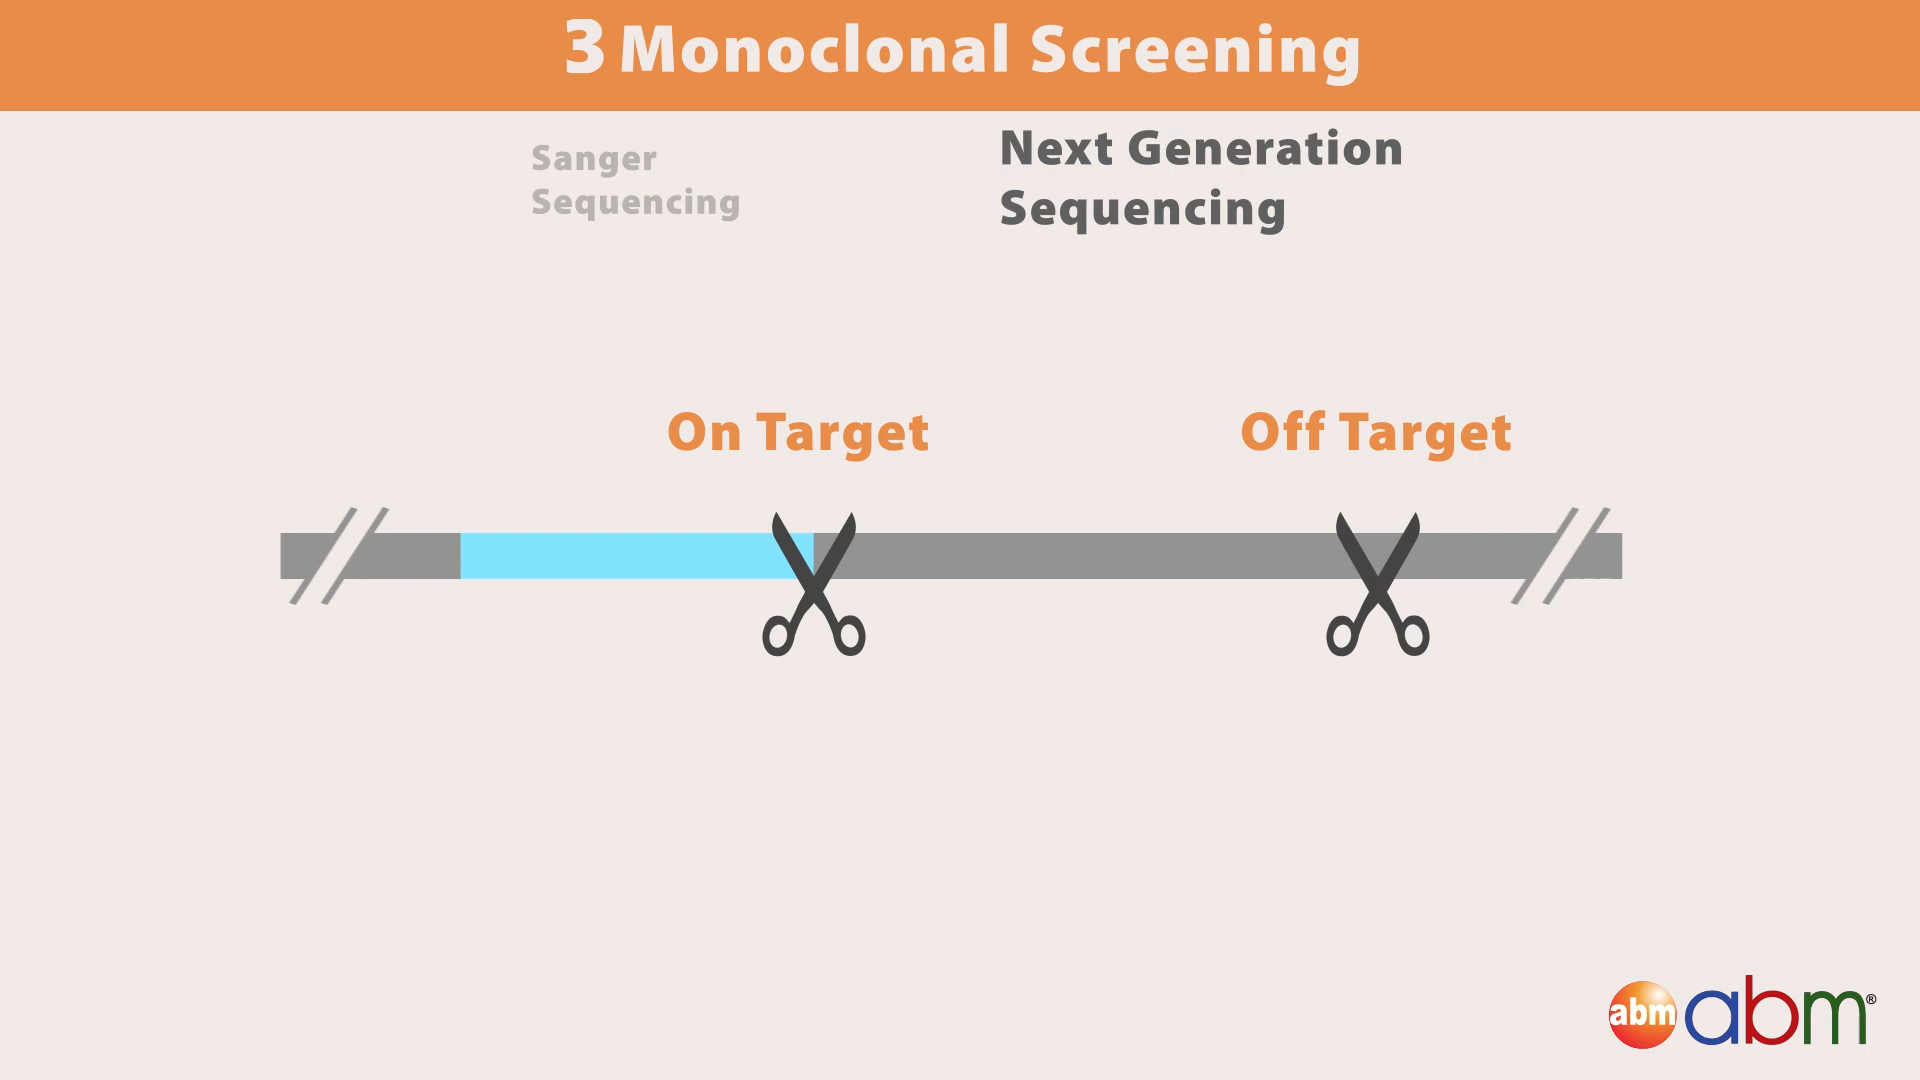 3 Monoclonal Screening
Sanger
Sequencing
Next Generation
Sequencing
On Target
Off Target
abm abm®